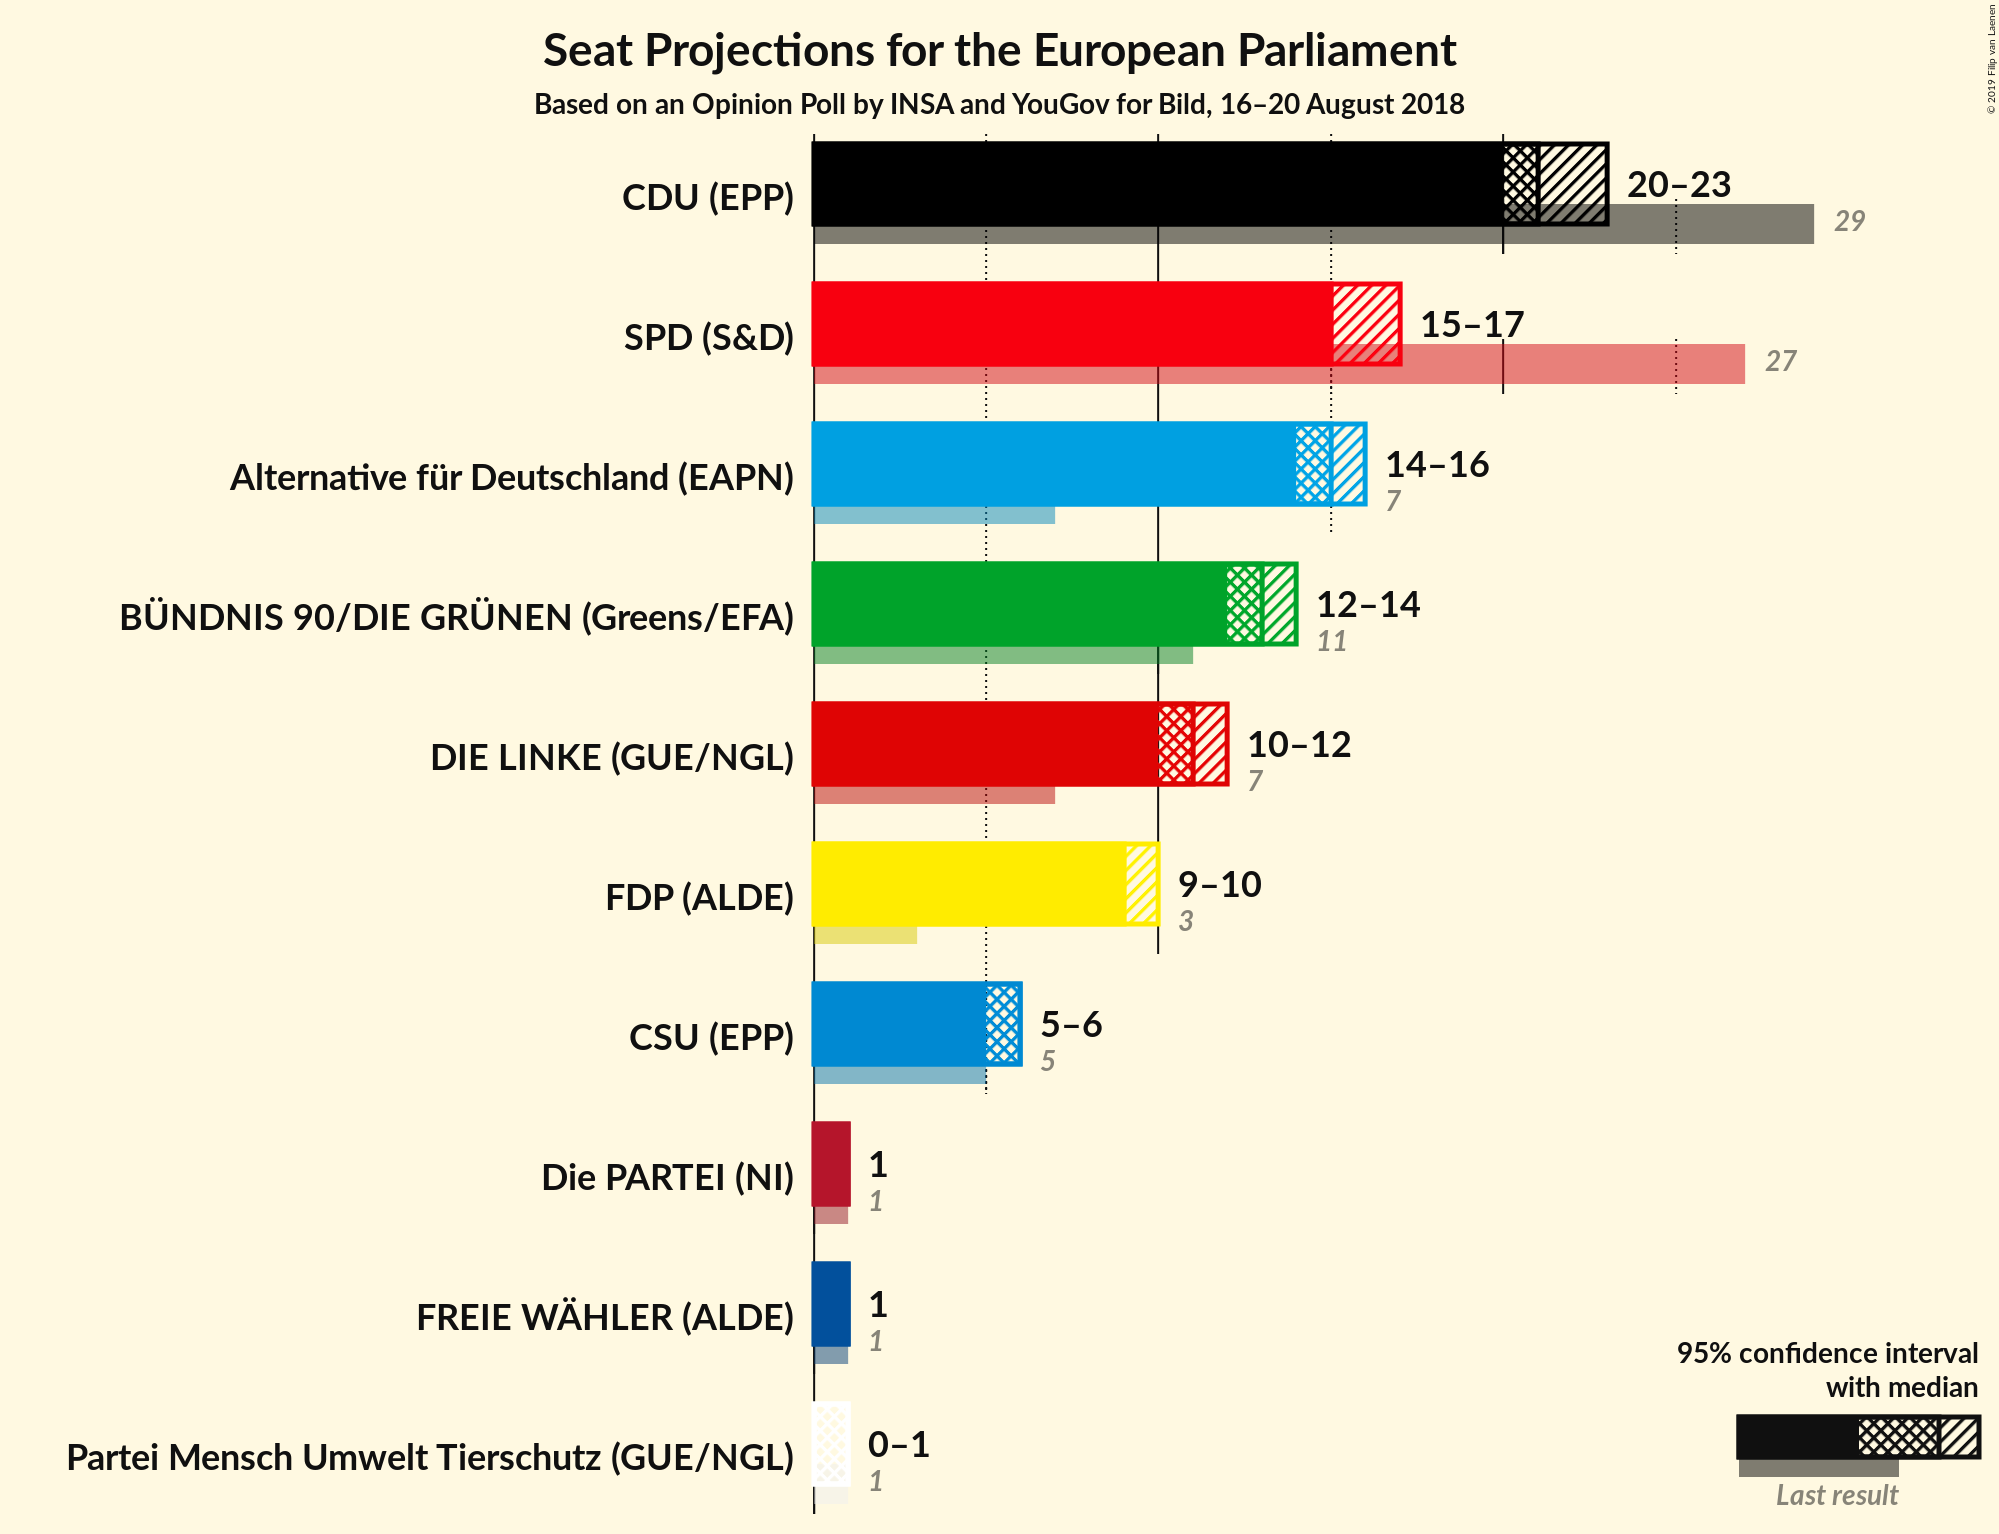 Seat Projections for the European Parliament
Based on an Opinion Poll by INSA and YouGov for Bild, 16–20 August 2018
© 2019 Filip van Laenen
CDU (EPP)
20–23
29
SPD (S&D)
15–17
27
Alternative für Deutschland (EAPN)
14–16
7
BÜNDNIS 90/DIE GRÜNEN (Greens/EFA)
12–14
11
DIE LINKE (GUE/NGL)
10–12
7
FDP (ALDE)
9–10
3
CSU (EPP)
5–6
5
Die PARTEI (NI)
1
1
FREIE WÄHLER (ALDE)
1
1
Partei Mensch Umwelt Tierschutz (GUE/NGL)
0–1
1
95% confidence interval
with median
Last result